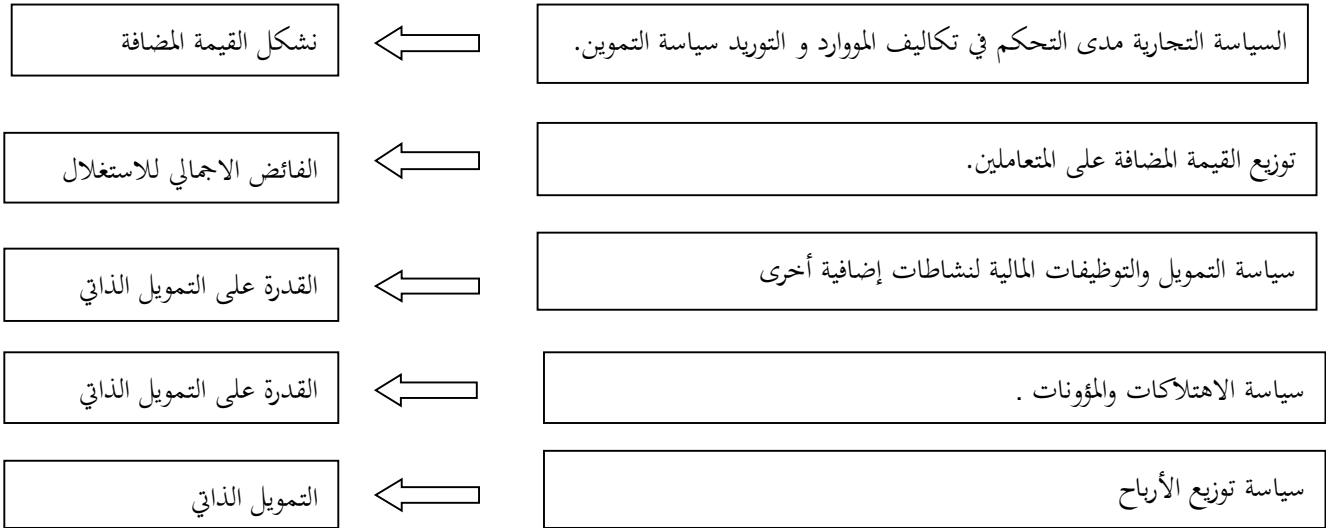 السياسة التجارية مدى التحكم في تكاليف المووارد و التوريد سياسة التموين.
نشكل القيمة المضافة
توزيع القيمة المضافة على المتعاملين.
الفائض الاجمالي للاستغلال
سياسة التمويل والتوظيفات المالية لنشاطات إضافية أخرى
القدرة على التمويل الذاتي
سياسة الاهتلاكات والمؤونات .
القدرة على التمويل الذاتي
سياسة توزيع الأرباح
التمويل الذاتي